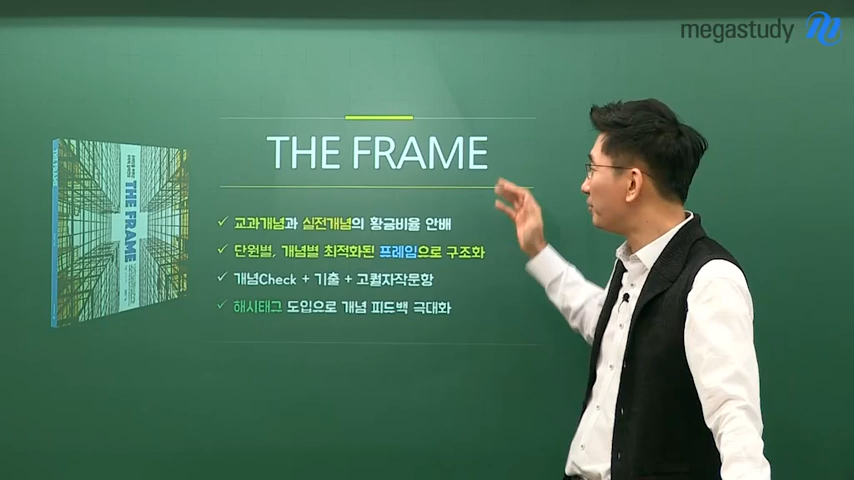 megastudy
THE FRAME
교과개념과 실전개념의 황금비율 안배
단원별, 개념별 최적화된 프레임으로 구조화
개념Check + 기출 + 고퀄자작문항
해시태그 도입으로 개념 피드백 극대화
THE FRAME
THE FRAME